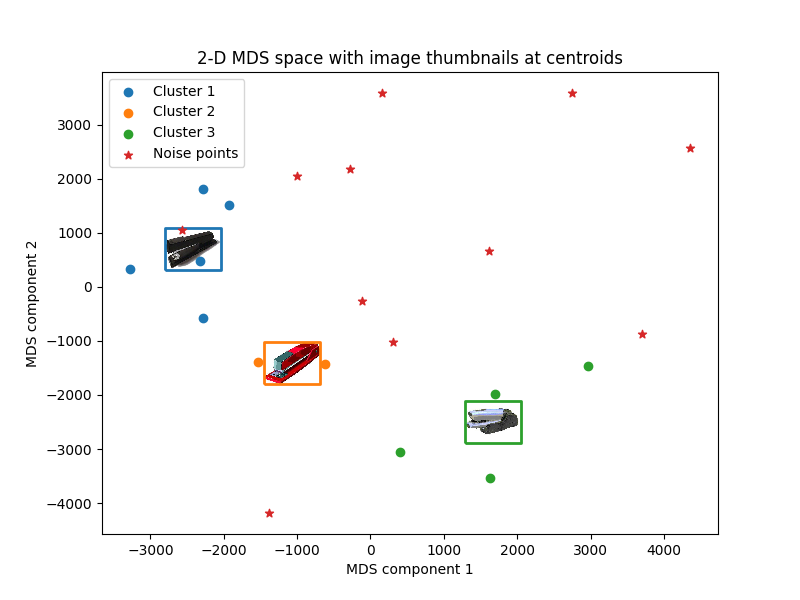 2-D MDS space with image thumbnails at centroids
Cluster 1
Cluster 2
Cluster 3
Noise points
3000
2000
1000
0
−1000
−2000
−3000
−4000
MDS component 2
−3000 −2000 −1000 0 1000 2000 3000 4000
MDS component 1